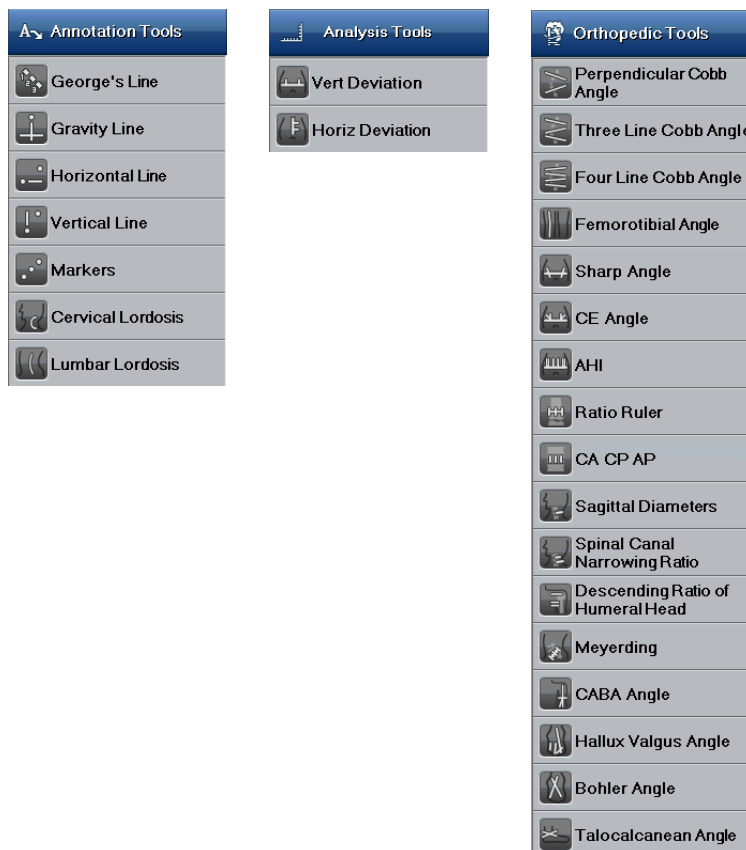 Annotation Tools
George's Line
Gravity Line
Horizontal Line
Vertical Line
Markers
Cervical Lordosis
Lumbar Lordosis
Analysis Tools
Vert Deviation
Horiz Deviation
Orthopedic Tools
Perpendicular Cobb
Angle
Three Line Cobb Angle
Four Line Cobb Angle
Femorotibial Angle
Sharp Angle
CE Angle
AHI
Ratio Ruler
CA CP AP
Sagittal Diameters
Spinal Canal
Narrowing Ratio
Descending Ratio of
Humeral Head
Meyerding
CABA Angle
Hallux Valgus Angle
Bohler Angle
Talocalcanean Angle